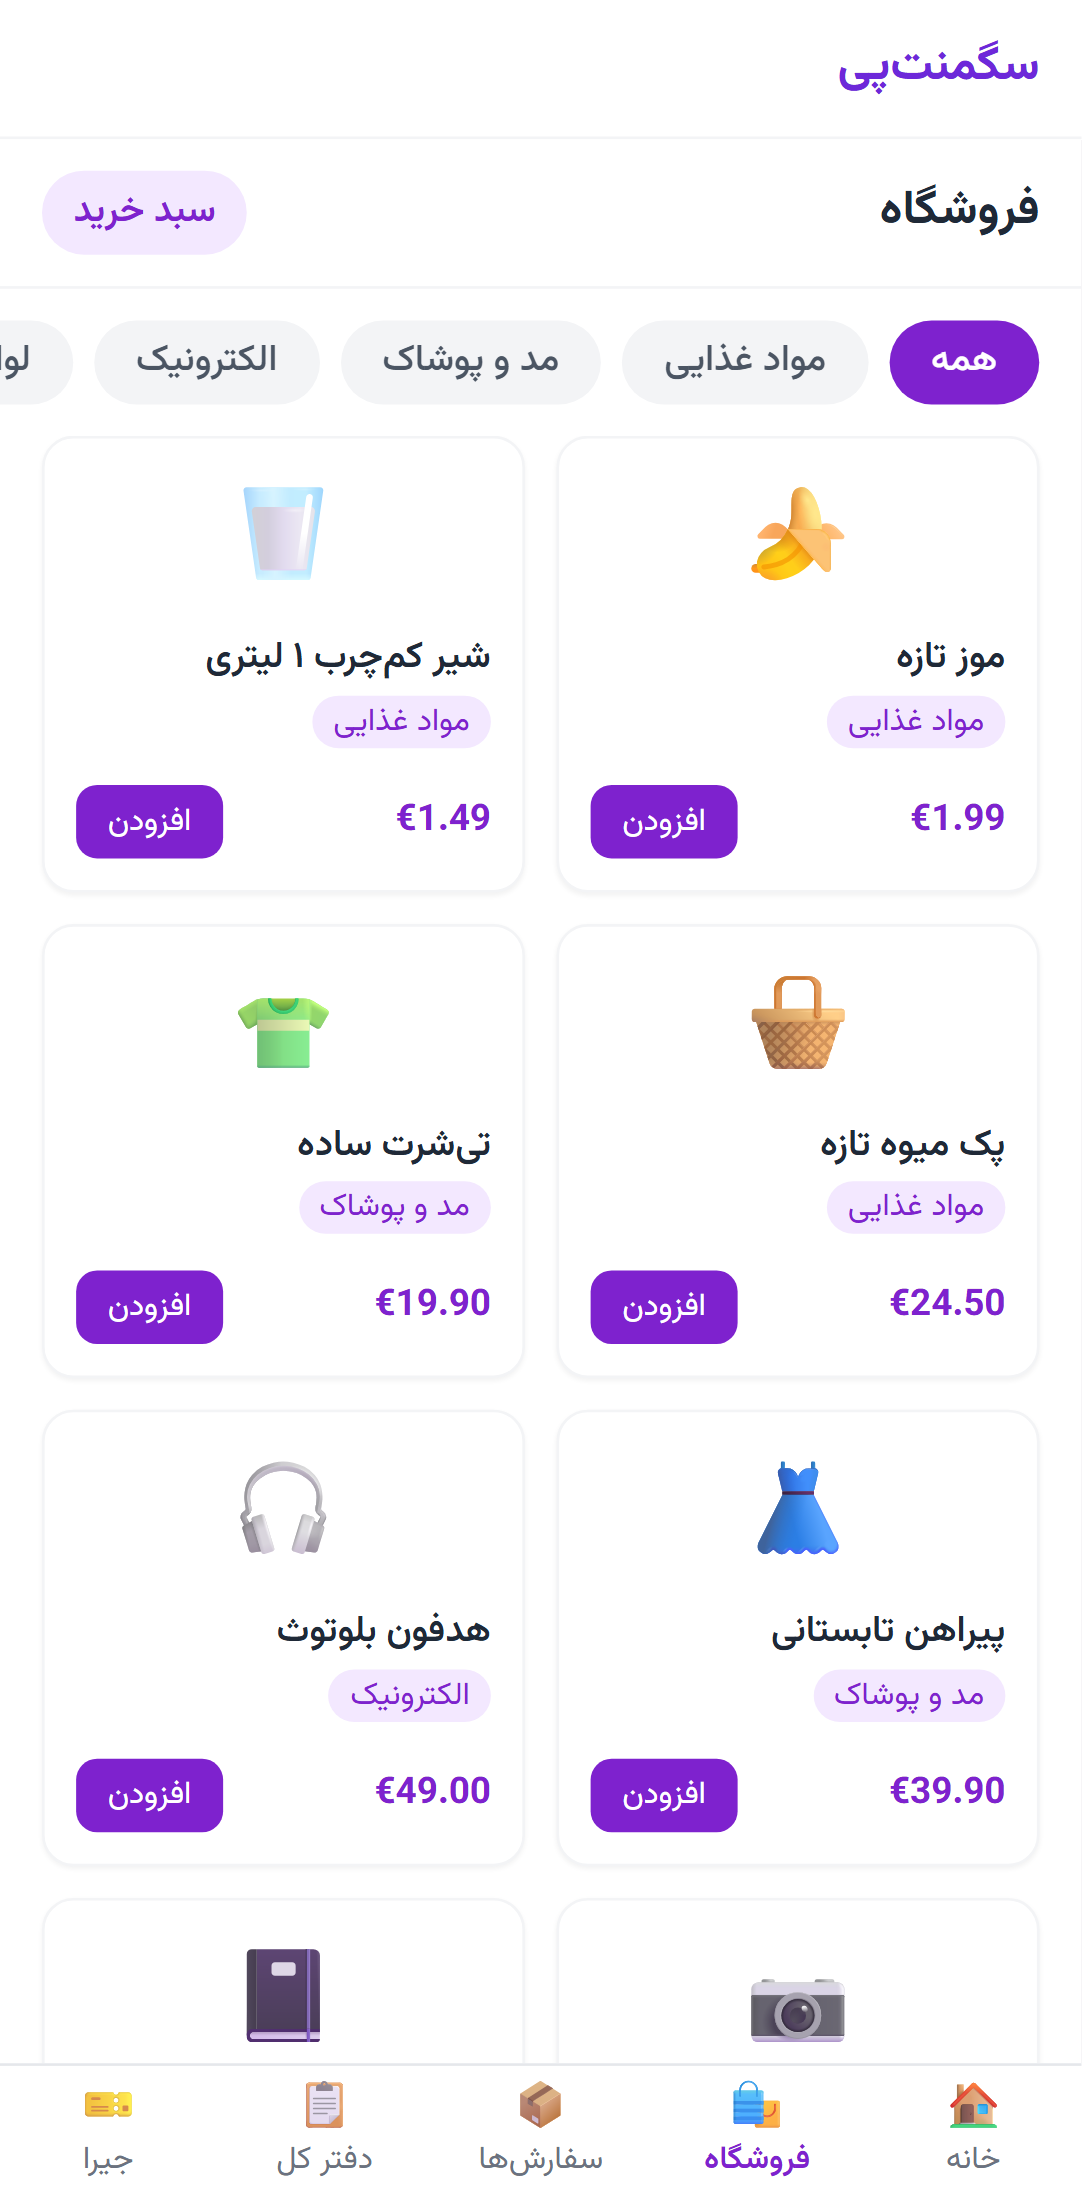 سگمنت‌پی
فروشگاه
سبد خرید
همه
مواد غذایی
مد و پوشاک
الکترونیک
موز تازه
مواد غذایی
€1.99
افزودن
شیر کم‌چرب ۱ لیتری
مواد غذایی
€1.49
افزودن
پک میوه تازه
مواد غذایی
€24.50
افزودن
تی‌شرت ساده
مد و پوشاک
€19.90
افزودن
پیراهن تابستانی
مد و پوشاک
€39.90
افزودن
هدفون بلوتوث
الکترونیک
€49.00
افزودن
خانه
فروشگاه
سفارش‌ها
دفتر کل
جیرا